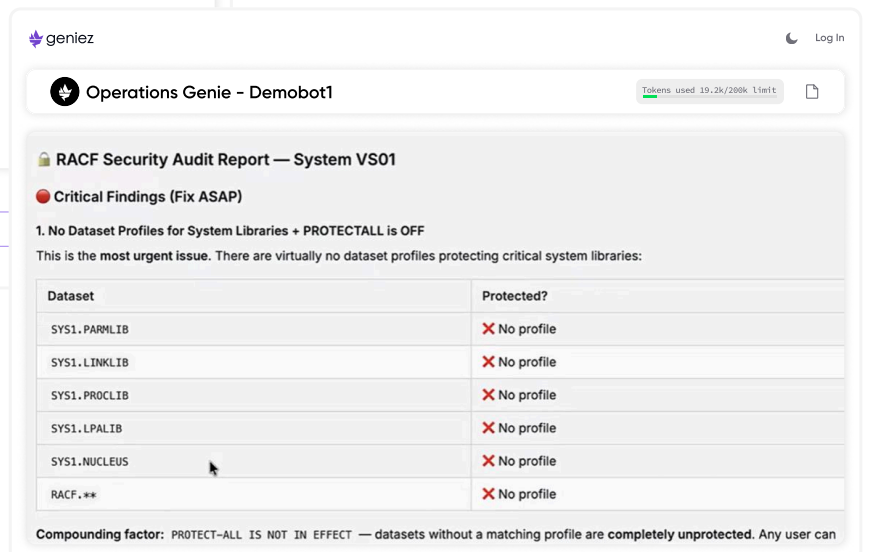 geniez
Log In
Operations Genie - Demobot1
Tokens used 19.2k/200k limit
RACF Security Audit Report — System VS01
Critical Findings (Fix ASAP)
1. No Dataset Profiles for System Libraries + PROTECTALL is OFF
This is the most urgent issue. There are virtually no dataset profiles protecting critical system libraries:
Dataset Protected?
SYS1.PARMLIB ❌ No profile
SYS1.LINKLIB ❌ No profile
SYS1.PROCLIB ❌ No profile
SYS1.LPALIB ❌ No profile
SYS1.NUCLEUS ❌ No profile
RACF.** ❌ No profile
Compounding factor: PROTECT-ALL IS NOT IN EFFECT — datasets without a matching profile are completely unprotected. Any user can